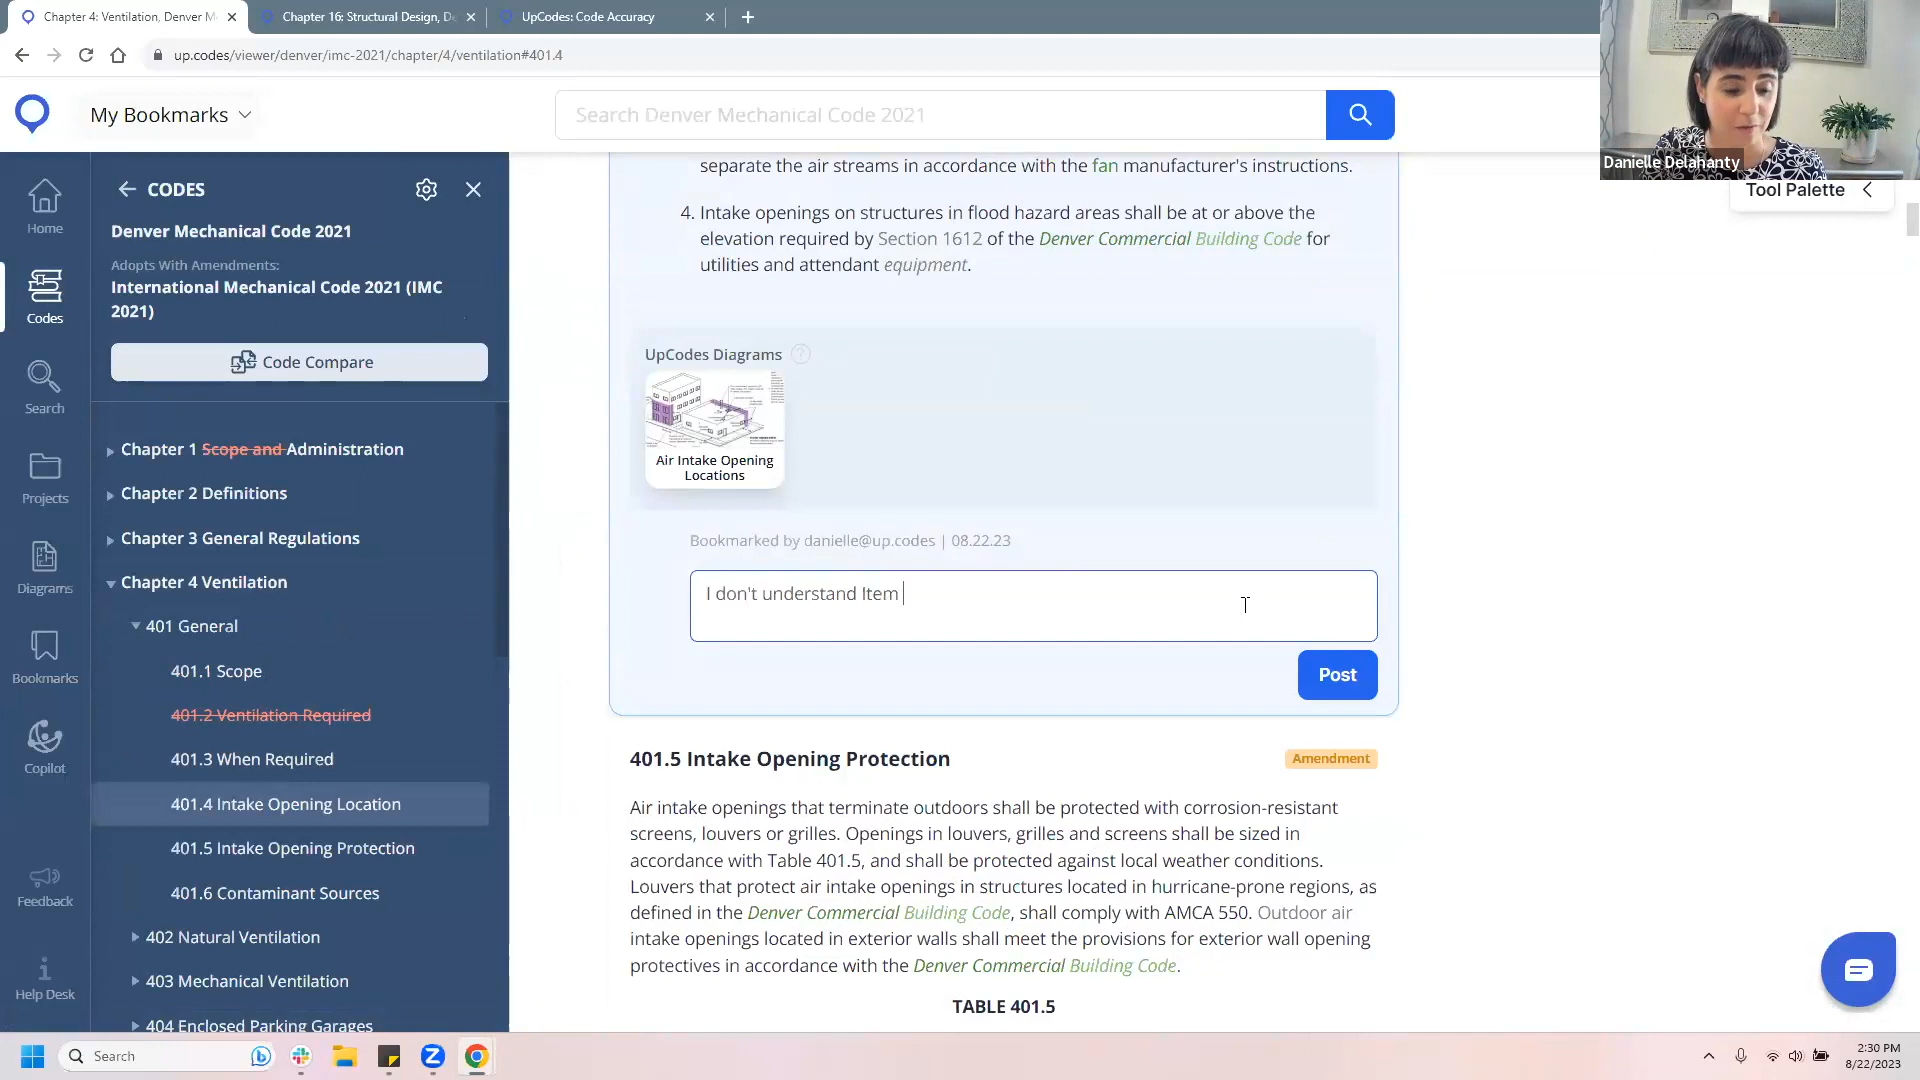 Chapter 4: Ventilation, Denver M
Chapter 16: Structural Design, De
UpCodes: Code Accuracy
up.codes/viewer/denver/imc-2021/chapter/4/ventilation#401.4
My Bookmarks
Search Denver Mechanical Code 2021
Danielle Delahanty
Tool Palette
Home
Codes
Search
Projects
Diagrams
Bookmarks
Copilot
Feedback
Help Desk
CODES
Denver Mechanical Code 2021
Adopts With Amendments:
International Mechanical Code 2021 (IMC
2021)
Code Compare
Chapter 1 Scope and Administration
Chapter 2 Definitions
Chapter 3 General Regulations
Chapter 4 Ventilation
401 General
401.1 Scope
401.2 Ventilation Required
401.3 When Required
401.4 Intake Opening Location
401.5 Intake Opening Protection
401.6 Contaminant Sources
402 Natural Ventilation
403 Mechanical Ventilation
404 Enclosed Parking Garages
separate the air streams in accordance with the fan manufacturer's instructions.
4. Intake openings on structures in flood hazard areas shall be at or above the
elevation required by Section 1612 of the Denver Commercial Building Code for
utilities and attendant equipment.
UpCodes Diagrams ?
Air Intake Opening
Locations
Bookmarked by danielle@up.codes | 08.22.23
I don't understand Item
Post
401.5 Intake Opening Protection
Amendment
Air intake openings that terminate outdoors shall be protected with corrosion-resistant
screens, louvers or grilles. Openings in louvers, grilles and screens shall be sized in
accordance with Table 401.5, and shall be protected against local weather conditions.
Louvers that protect air intake openings in structures located in hurricane-prone regions, as
defined in the Denver Commercial Building Code, shall comply with AMCA 550. Outdoor air
intake openings located in exterior walls shall meet the provisions for exterior wall opening
protectives in accordance with the Denver Commercial Building Code.
TABLE 401.5
Search
2:30 PM
8/22/2023